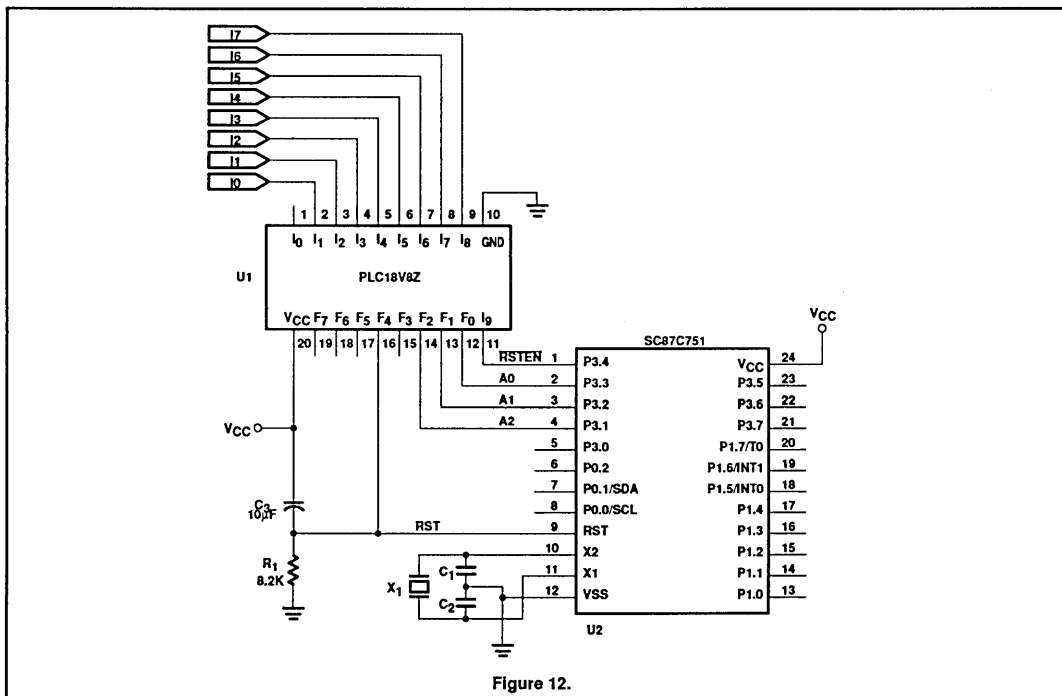 I7
I6
I5
I4
I3
I2
I1
I0
1 2 3 4 5 6 7 8 9 10
I0 I1 I2 I3 I4 I5 I6 I7 I8 GND
U1
PLC18V8Z
VCC F7 F6 F5 F4 F3 F2 F1 F0 I9
20 19 18 17 16 15 14 13 12 11
VCC
SC87C751
RSTEN 1 P3.4 VCC 24
A0 2 P3.3 P3.5 23
A1 3 P3.2 P3.6 22
A2 4 P3.1 P3.7 21
VCC
5 P3.0 P1.7/T0 20
6 P0.2 P1.6/INT1 19
7 P0.1/SDA P1.5/INT0 18
8 P0.0/SCL P1.4 17
C3
10µF
RST 9 RST P1.3 16
10 X2 P1.2 15
R1
8.2K
X1
C1
11 X1 P1.1 14
C2
12 VSS P1.0 13
U2
Figure 12.